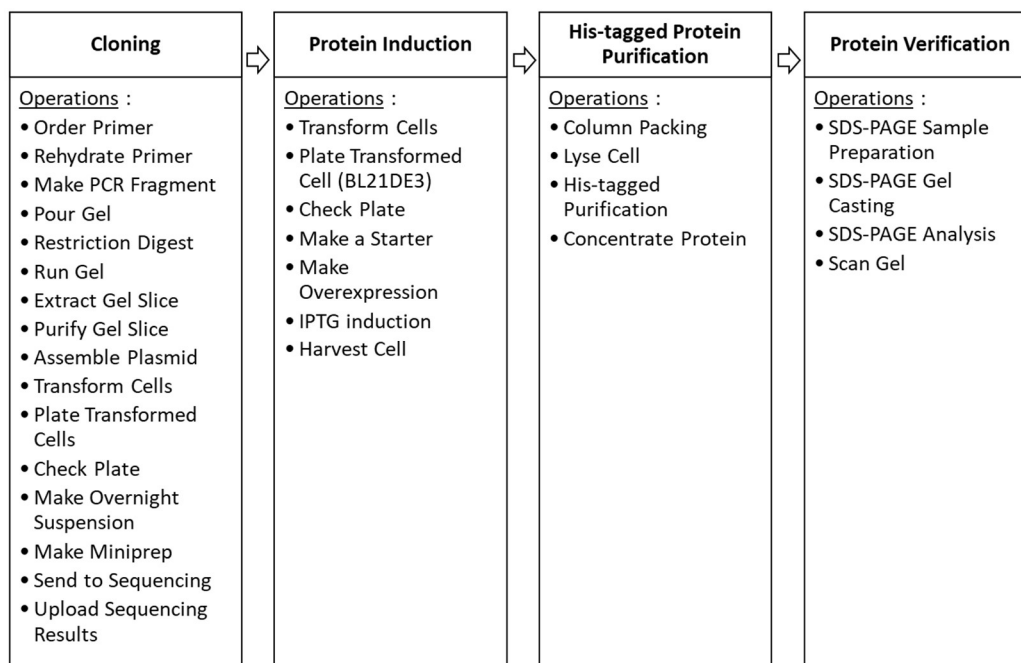 Cloning
Operations :
• Order Primer
• Rehydrate Primer
• Make PCR Fragment
• Pour Gel
• Restriction Digest
• Run Gel
• Extract Gel Slice
• Purify Gel Slice
• Assemble Plasmid
• Transform Cells
• Plate Transformed
Cells
• Check Plate
• Make Overnight
Suspension
• Make Miniprep
• Send to Sequencing
• Upload Sequencing
Results
Protein Induction
Operations :
• Transform Cells
• Plate Transformed
Cell (BL21DE3)
• Check Plate
• Make a Starter
• Make
Overexpression
• IPTG induction
• Harvest Cell
His-tagged Protein
Purification
Operations :
• Column Packing
• Lyse Cell
• His-tagged
Purification
• Concentrate Protein
Protein Verification
Operations :
• SDS-PAGE Sample
Preparation
• SDS-PAGE Gel
Casting
• SDS-PAGE Analysis
• Scan Gel